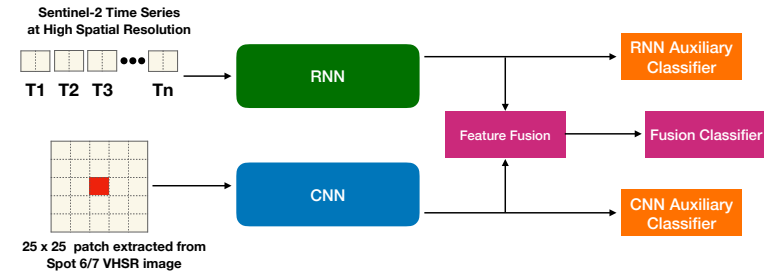 Sentinel-2 Time Series
at High Spatial Resolution
T1 T2 T3 Tn
RNN
RNN Auxiliary
Classifier
Feature Fusion
Fusion Classifier
CNN
CNN Auxiliary
Classifier
25 x 25 patch extracted from
Spot 6/7 VHSR image